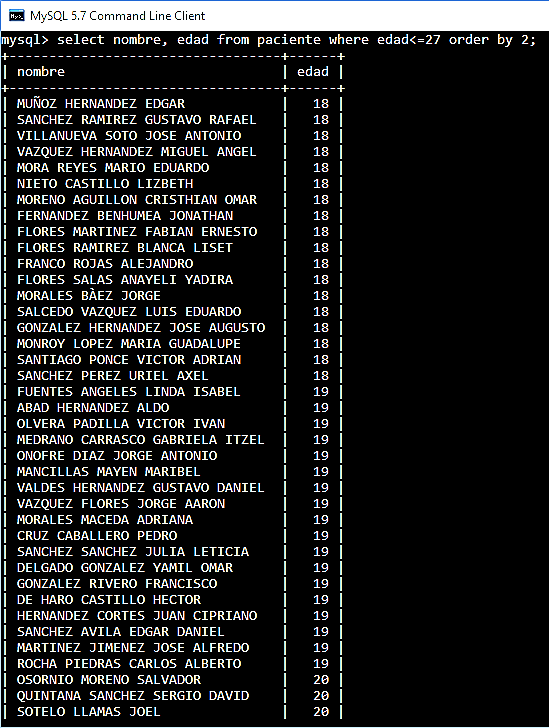 MySQL 5.7 Command Line Client
mysql> select nombre, edad from paciente where edad<=27 order by 2;
+----------------------------------+------+
| nombre | edad |
+----------------------------------+------+
| MUÑOZ HERNANDEZ EDGAR | 18 |
| SANCHEZ RAMIREZ GUSTAVO RAFAEL | 18 |
| VILLANUEVA SOTO JOSE ANTONIO | 18 |
| VAZQUEZ HERNANDEZ MIGUEL ANGEL | 18 |
| MORA REYES MARIO EDUARDO | 18 |
| NIETO CASTILLO LIZBETH | 18 |
| MORENO AGUILLON CRISTHIAN OMAR | 18 |
| FERNANDEZ BENHUMEA JONATHAN | 18 |
| FLORES MARTINEZ FABIAN ERNESTO | 18 |
| FLORES RAMIREZ BLANCA LISET | 18 |
| FRANCO ROJAS ALEJANDRO | 18 |
| FLORES SALAS ANAYELI YADIRA | 18 |
| MORALES BÀEZ JORGE | 18 |
| SALCEDO VAZQUEZ LUIS EDUARDO | 18 |
| GONZALEZ HERNANDEZ JOSE AUGUSTO | 18 |
| MONROY LOPEZ MARIA GUADALUPE | 18 |
| SANTIAGO PONCE VICTOR ADRIAN | 18 |
| SANCHEZ PEREZ URIEL AXEL | 18 |
| FUENTES ANGELES LINDA ISABEL | 19 |
| ABAD HERNANDEZ ALDO | 19 |
| OLVERA PADILLA VICTOR IVAN | 19 |
| MEDRANO CARRASCO GABRIELA ITZEL | 19 |
| ONOFRE DIAZ JORGE ANTONIO | 19 |
| MANCILLAS MAYEN MARIBEL | 19 |
| VALDES HERNANDEZ GUSTAVO DANIEL | 19 |
| VAZQUEZ FLORES JORGE AARON | 19 |
| MORALES MACEDA ADRIANA | 19 |
| CRUZ CABALLERO PEDRO | 19 |
| SANCHEZ SANCHEZ JULIA LETICIA | 19 |
| DELGADO GONZALEZ YAMIL OMAR | 19 |
| GONZALEZ RIVERO FRANCISCO | 19 |
| DE HARO CASTILLO HECTOR | 19 |
| HERNANDEZ CORTES JUAN CIPRIANO | 19 |
| SANCHEZ AVILA EDGAR DANIEL | 19 |
| MARTINEZ JIMENEZ JOSE ALFREDO | 19 |
| ROCHA PIEDRAS CARLOS ALBERTO | 19 |
| OSORNIO MORENO SALVADOR | 20 |
| QUINTANA SANCHEZ SERGIO DAVID | 20 |
| SOTELO LLAMAS JOEL | 20 |